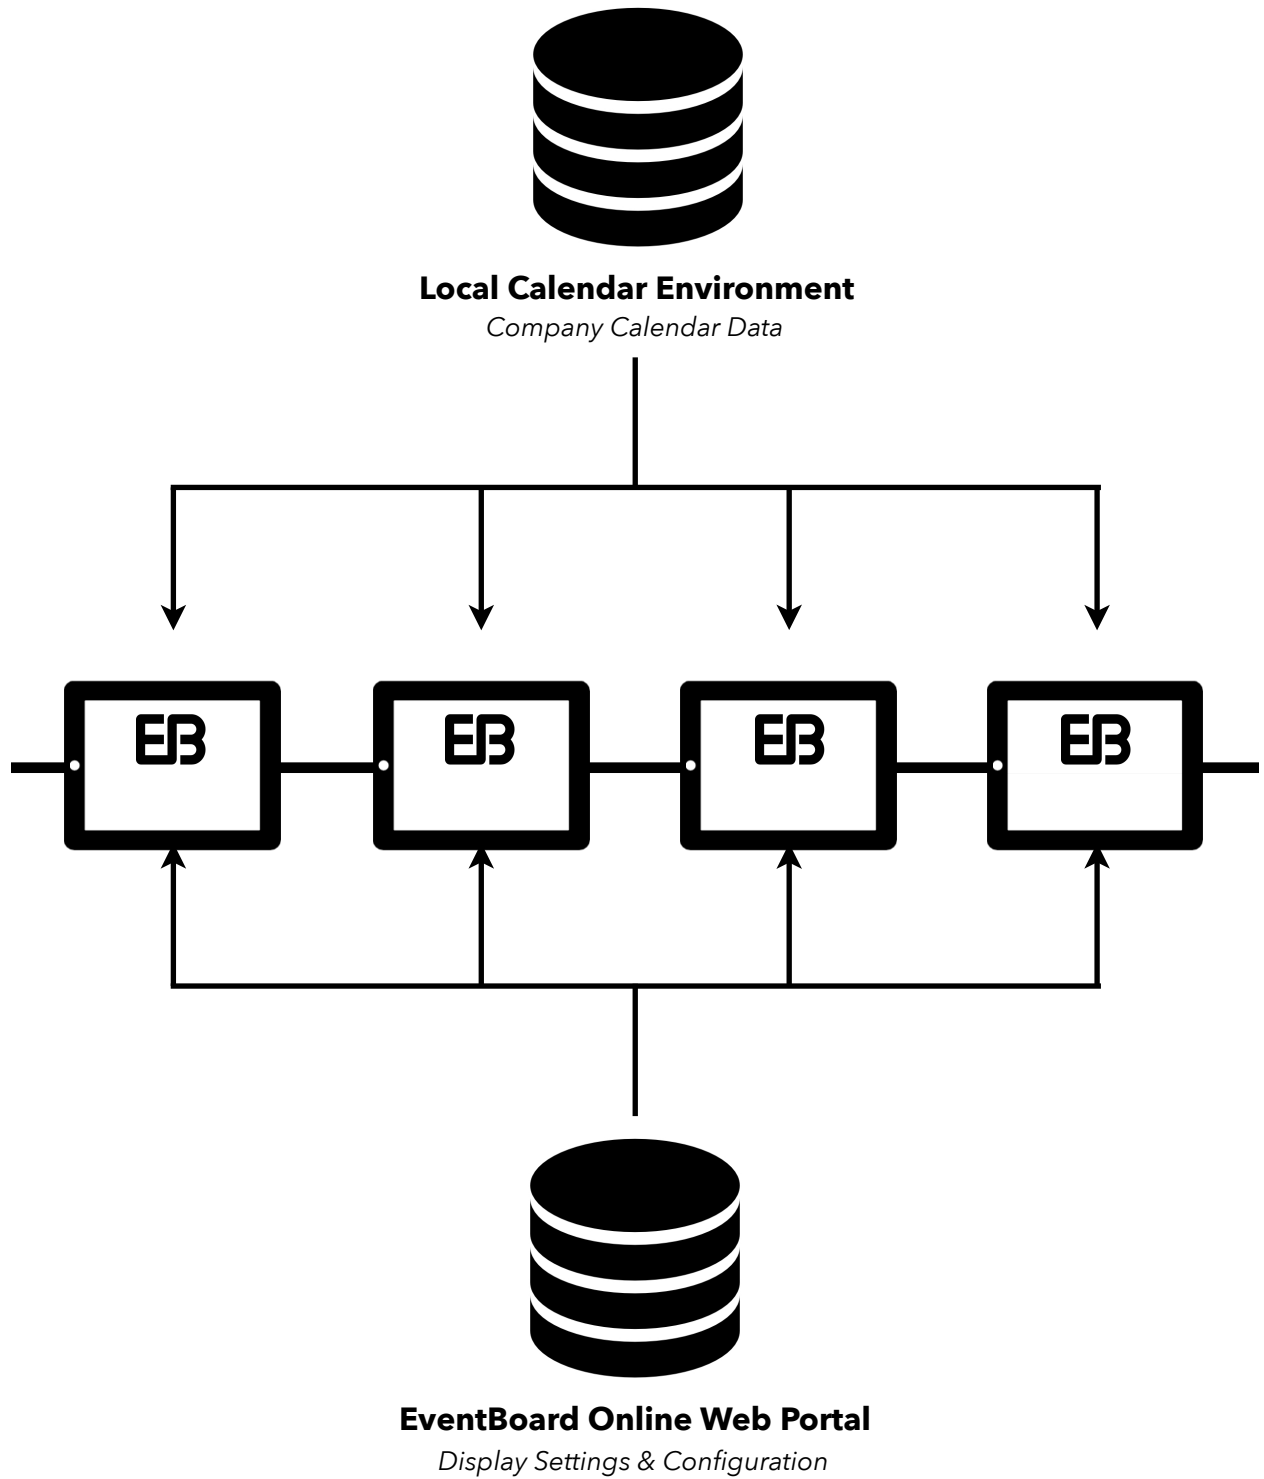 Local Calendar Environment
Company Calendar Data
EB EB EB EB
EventBoard Online Web Portal
Display Settings & Configuration